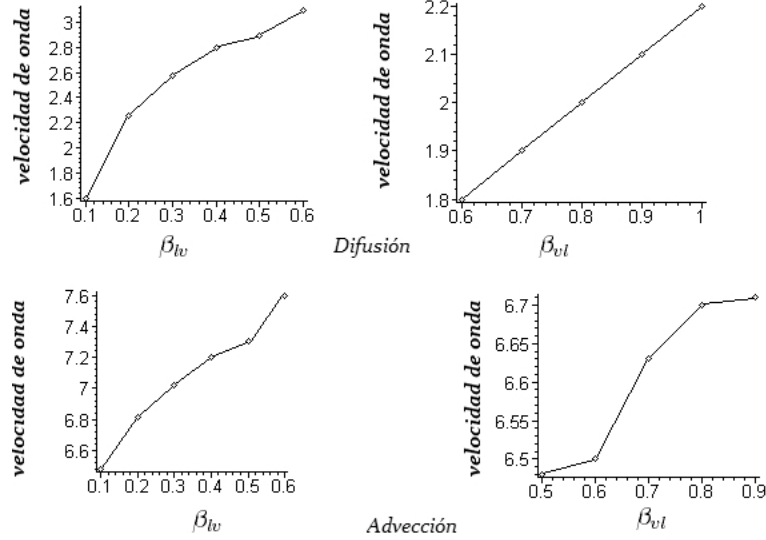 velocidad de onda
3
2.8
2.6
2.4
2.2
2
1.8
1.6
0.1 0.2 0.3 0.4 0.5 0.6
β_lv
velocidad de onda
2.2
2.1
2
1.9
1.8
0.6 0.7 0.8 0.9 1
β_vl
Difusión
velocidad de onda
7.6
7.4
7.2
7
6.8
6.6
0.1 0.2 0.3 0.4 0.5 0.6
β_lv
velocidad de onda
6.7
6.65
6.6
6.55
6.5
0.5 0.6 0.7 0.8 0.9
β_vl
Advección